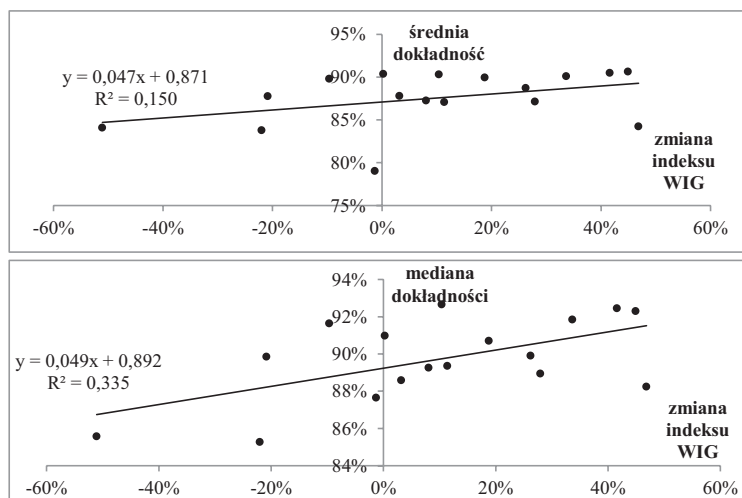 95%
średnia
dokładność
y = 0,047x + 0,871
90%
R² = 0,150
85%
zmiana
indeksu
WIG
80%
75%
-60% -40% -20% 0% 20% 40% 60%
94%
mediana
dokładności
92%
y = 0,049x + 0,892
90%
R² = 0,335
88%
zmiana
indeksu
WIG
86%
84%
-60% -40% -20% 0% 20% 40% 60%